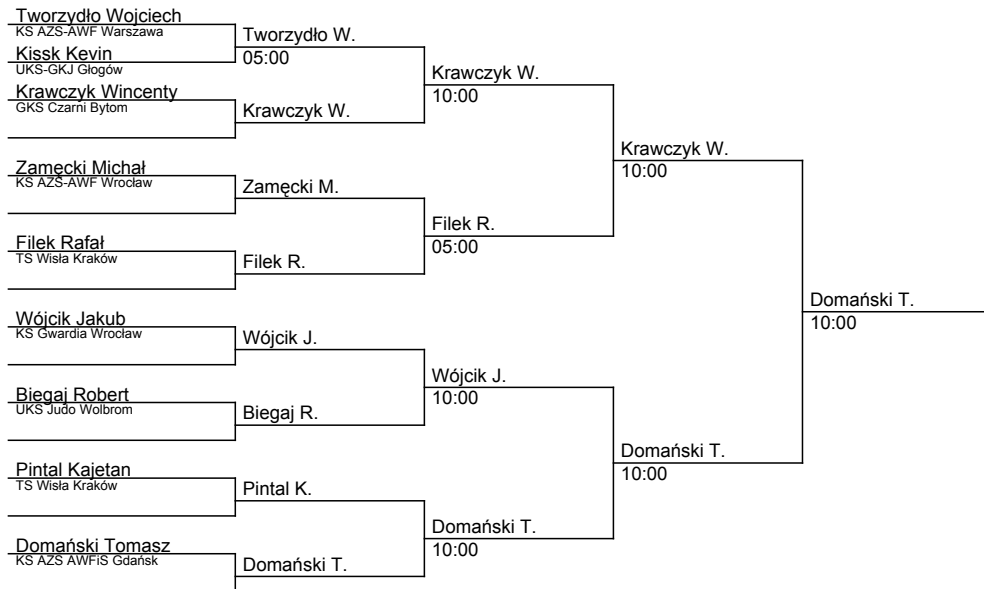 Tworzydło Wojciech
KS AZS-AWF Warszawa
Tworzydło W.
05:00
Kissk Kevin
UKS-GKJ Głogów
Krawczyk W.
10:00
Krawczyk Wincenty
GKS Czarni Bytom
Krawczyk W.
Krawczyk W.
10:00
Zamęcki Michał
KS AZS-AWF Wrocław
Zamęcki M.
Filek R.
05:00
Filek Rafał
TS Wisła Kraków
Filek R.
Domański T.
10:00
Wójcik Jakub
KS Gwardia Wrocław
Wójcik J.
Wójcik J.
10:00
Biegaj Robert
UKS Judo Wolbrom
Biegaj R.
Domański T.
10:00
Pintal Kajetan
TS Wisła Kraków
Pintal K.
Domański T.
10:00
Domański Tomasz
KS AZS AWFiS Gdańsk
Domański T.